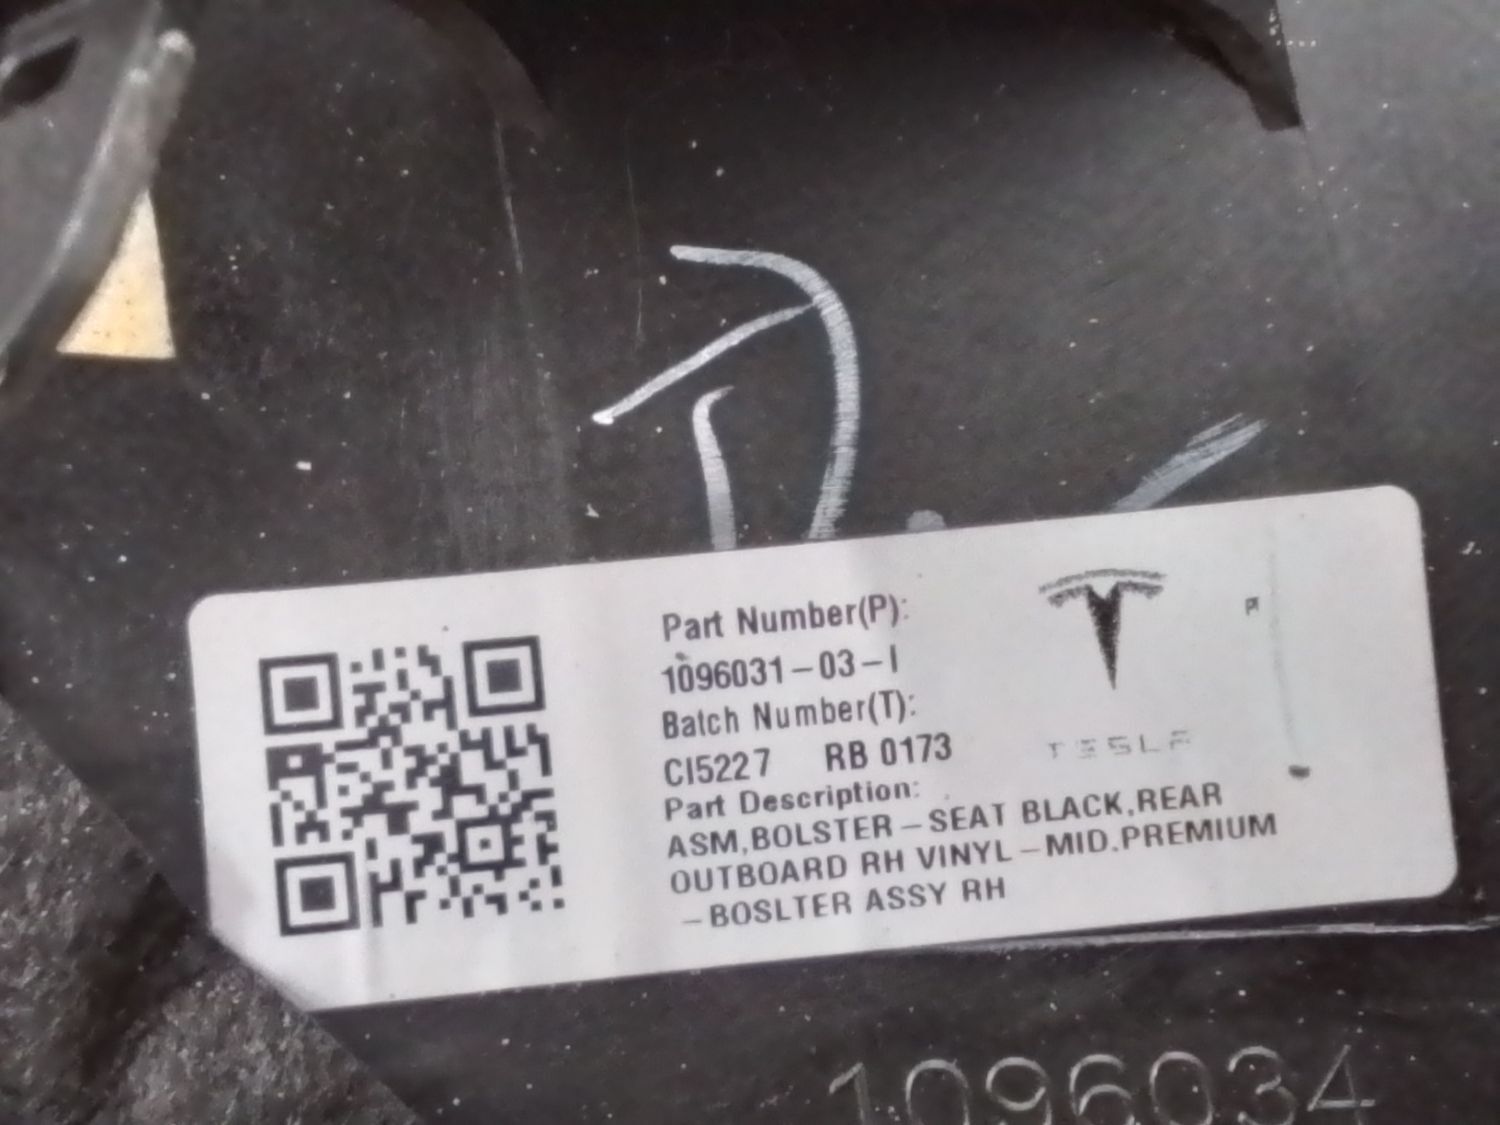 Part Number(P):
1096031-03-I
Batch Number(T):
CI5227 RB 0173
TESLA
Part Description:
ASM,BOLSTER-SEAT BLACK,REAR
OUTBOARD RH VINYL-MID.PREMIUM
-BOSLTER ASSY RH
1096034